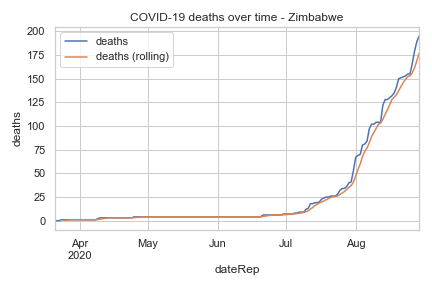 COVID-19 deaths over time - Zimbabwe
deaths
deaths (rolling)
200
175
150
125
100
75
50
25
0
deaths
Apr May Jun Jul Aug
2020
dateRep